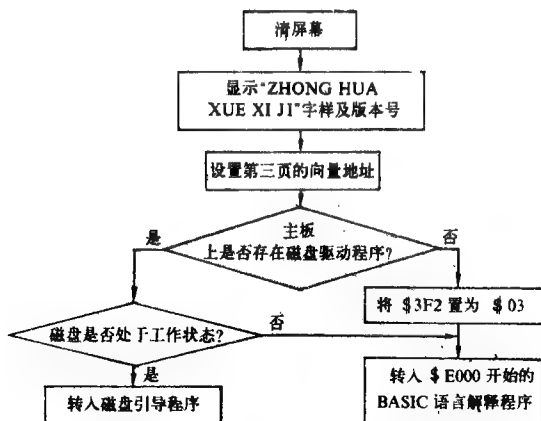 清屏幕
显示"ZHONG HUA
XUE XI JI"字样及版本号
设置第三页的向量地址
主板
上是否存在磁盘驱动程序?
是
否
将 $3F2 置为 $03
磁盘是否处于工作状态?
否
是
转入磁盘引导程序
转入 $E000 开始的
BASIC 语言解释程序